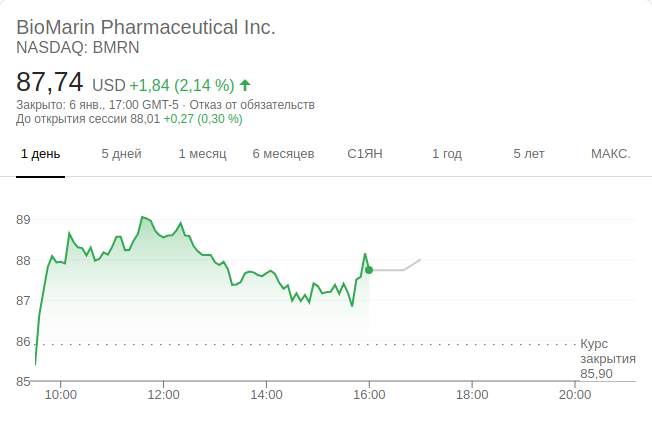 BioMarin Pharmaceutical Inc.
NASDAQ: BMRN
87,74 USD +1,84 (2,14 %)
Закрыто: 6 янв., 17:00 GMT-5 · Отказ от обязательств
До открытия сессии 88,01 +0,27 (0,30 %)
1 день 5 дней 1 месяц 6 месяцев С1ЯН 1 год 5 лет МАКС.
89
88
87
86
Курс
закрытия
85,90
85
10:00 12:00 14:00 16:00 18:00 20:00